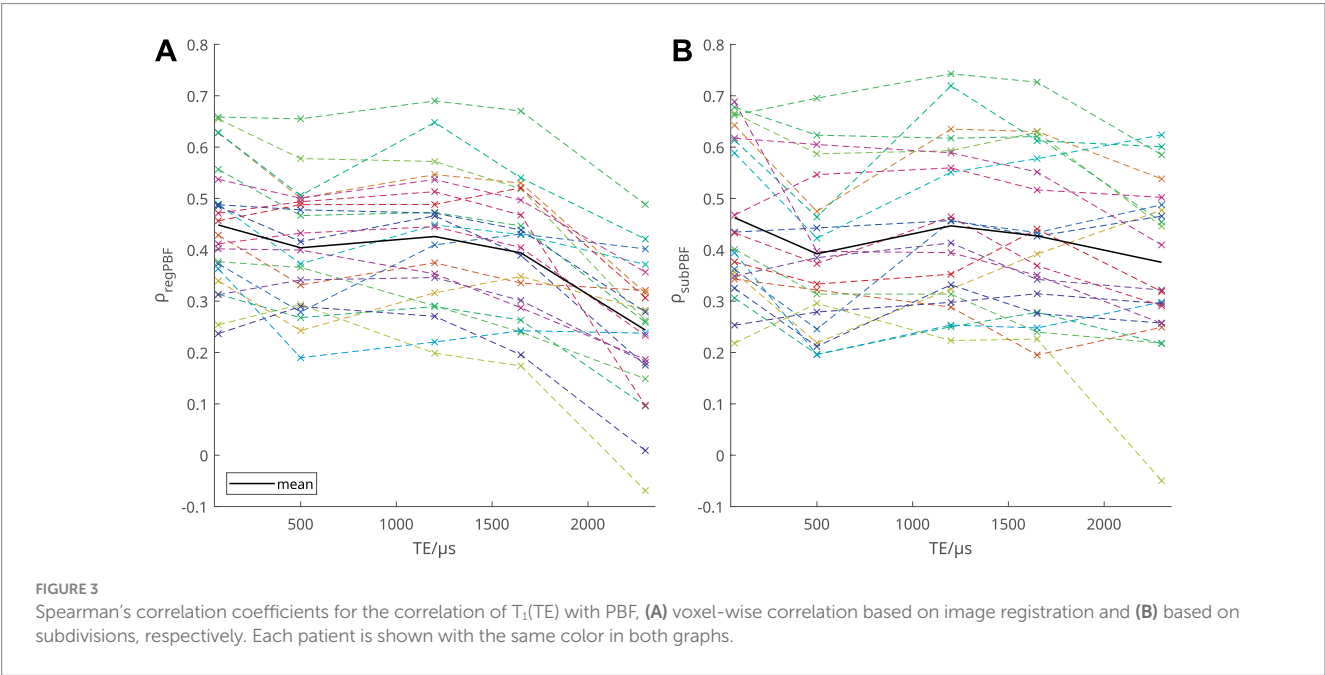 A
0.8
0.7
0.6
0.5
0.4
0.3
0.2
0.1
0
-0.1
ρregPBF
mean
500
1000
1500
2000
TE/µs
B
0.8
0.7
0.6
0.5
0.4
0.3
0.2
0.1
0
-0.1
ρsubPBF
500
1000
1500
2000
TE/µs
FIGURE 3
Spearman's correlation coefficients for the correlation of T₁(TE) with PBF, (A) voxel-wise correlation based on image registration and (B) based on
subdivisions, respectively. Each patient is shown with the same color in both graphs.